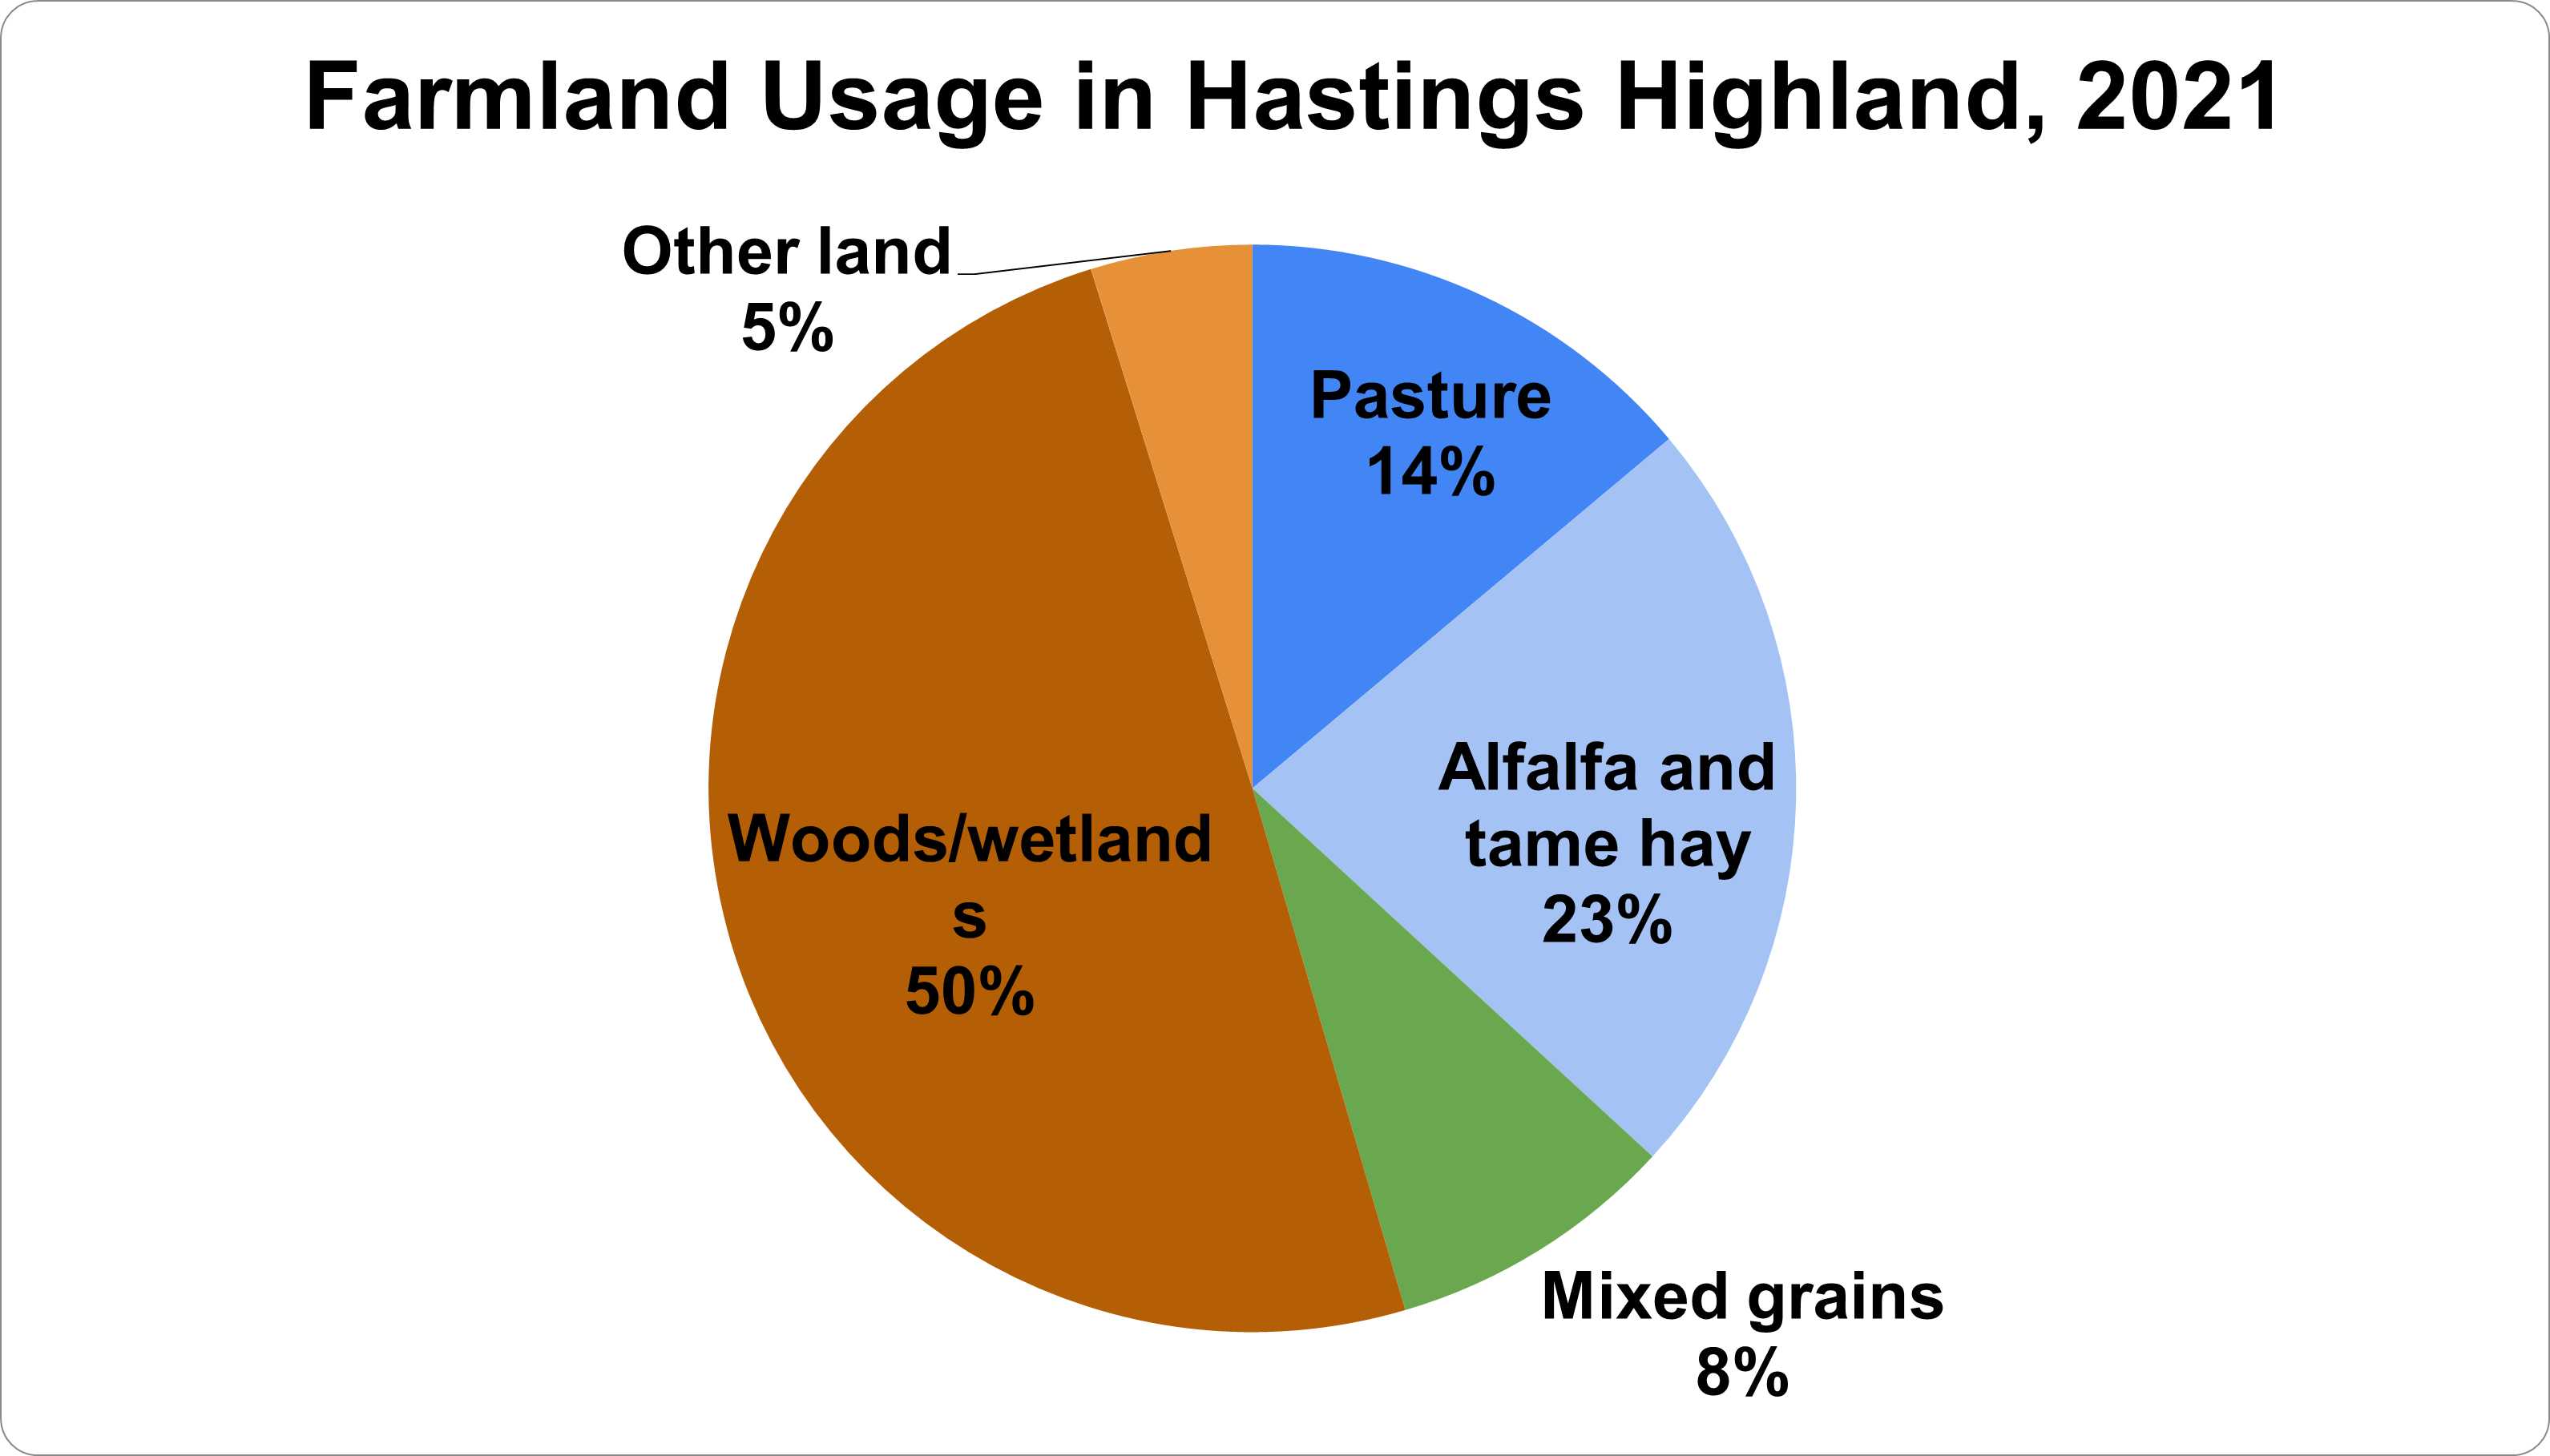 Farmland Usage in Hastings Highland, 2021
Other land
5%
Pasture
14%
Alfalfa and
tame hay
23%
Woods/wetland
s
50%
Mixed grains
8%